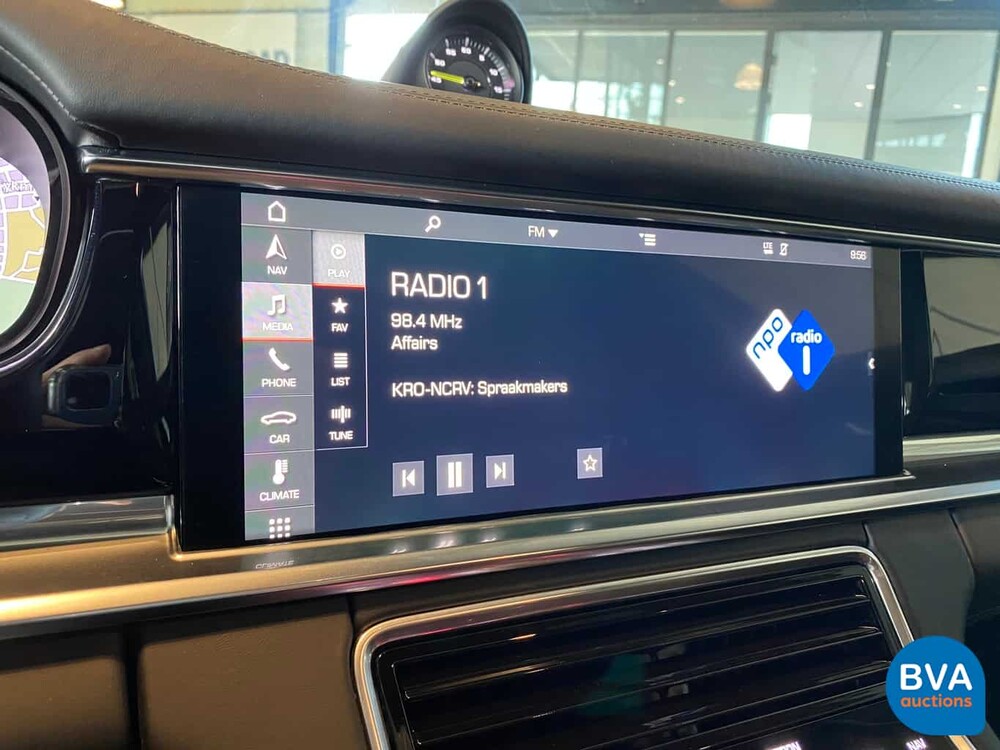 FM
LTE
9:56
NAV
PLAY
MEDIA
FAV
PHONE
LIST
CAR
TUNE
CLIMATE
RADIO 1
98.4 MHz
Affairs
KRO-NCRV: Spraakmakers
npo
radio
1
BVA
auctions